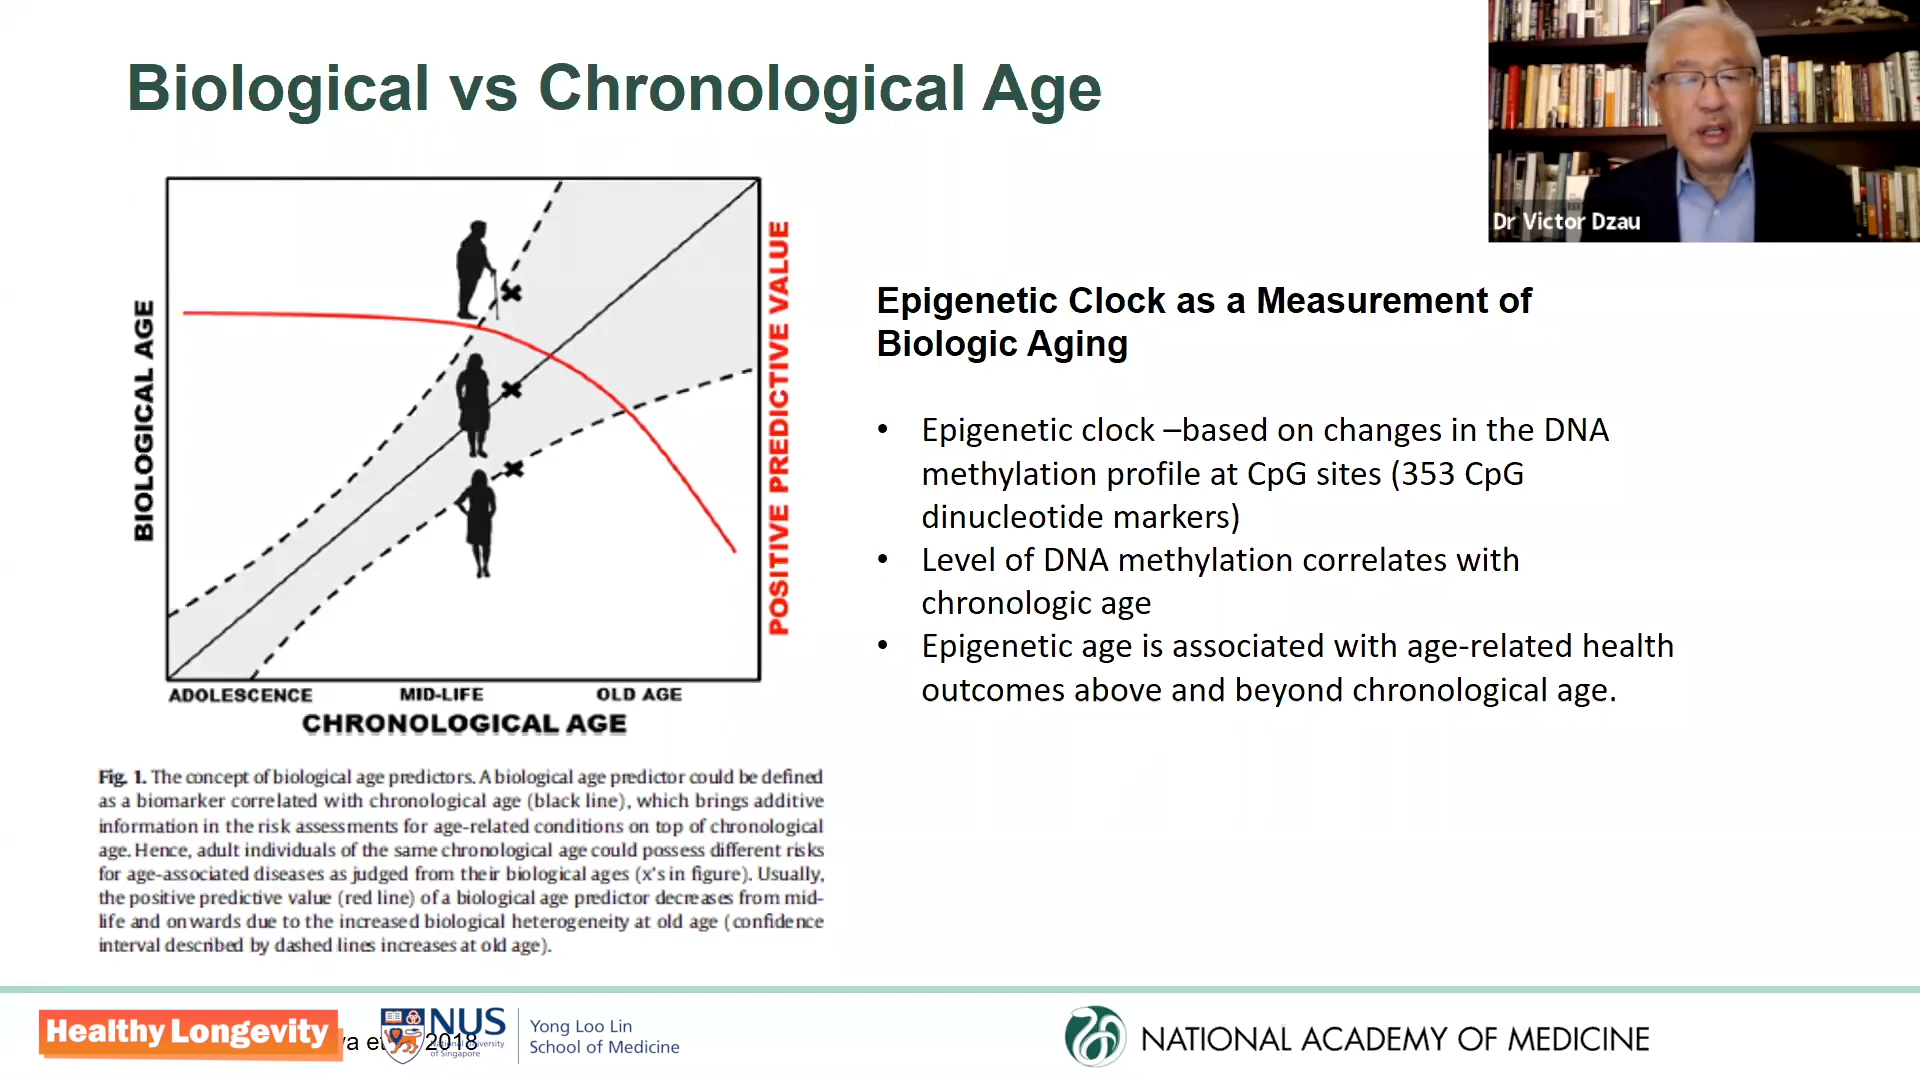 Biological vs Chronological Age
Dr Victor Dzau
BIOLOGICAL AGE
POSITIVE PREDICTIVE VALUE
ADOLESCENCE MID-LIFE OLD AGE
CHRONOLOGICAL AGE
Fig. 1. The concept of biological age predictors. A biological age predictor could be defined
as a biomarker correlated with chronological age (black line), which brings additive
information in the risk assessments for age-related conditions on top of chronological
age. Hence, adult individuals of the same chronological age could possess different risks
for age-associated diseases as judged from their biological ages (x's in figure). Usually,
the positive predictive value (red line) of a biological age predictor decreases from mid-
life and onwards due to the increased biological heterogeneity at old age (confidence
interval described by dashed lines increases at old age).
Epigenetic Clock as a Measurement of
Biologic Aging
• Epigenetic clock –based on changes in the DNA
methylation profile at CpG sites (353 CpG
dinucleotide markers)
• Level of DNA methylation correlates with
chronologic age
• Epigenetic age is associated with age-related health
outcomes above and beyond chronological age.
Healthy Longevity
2018
NUS
National University
of Singapore
Yong Loo Lin
School of Medicine
NATIONAL ACADEMY OF MEDICINE